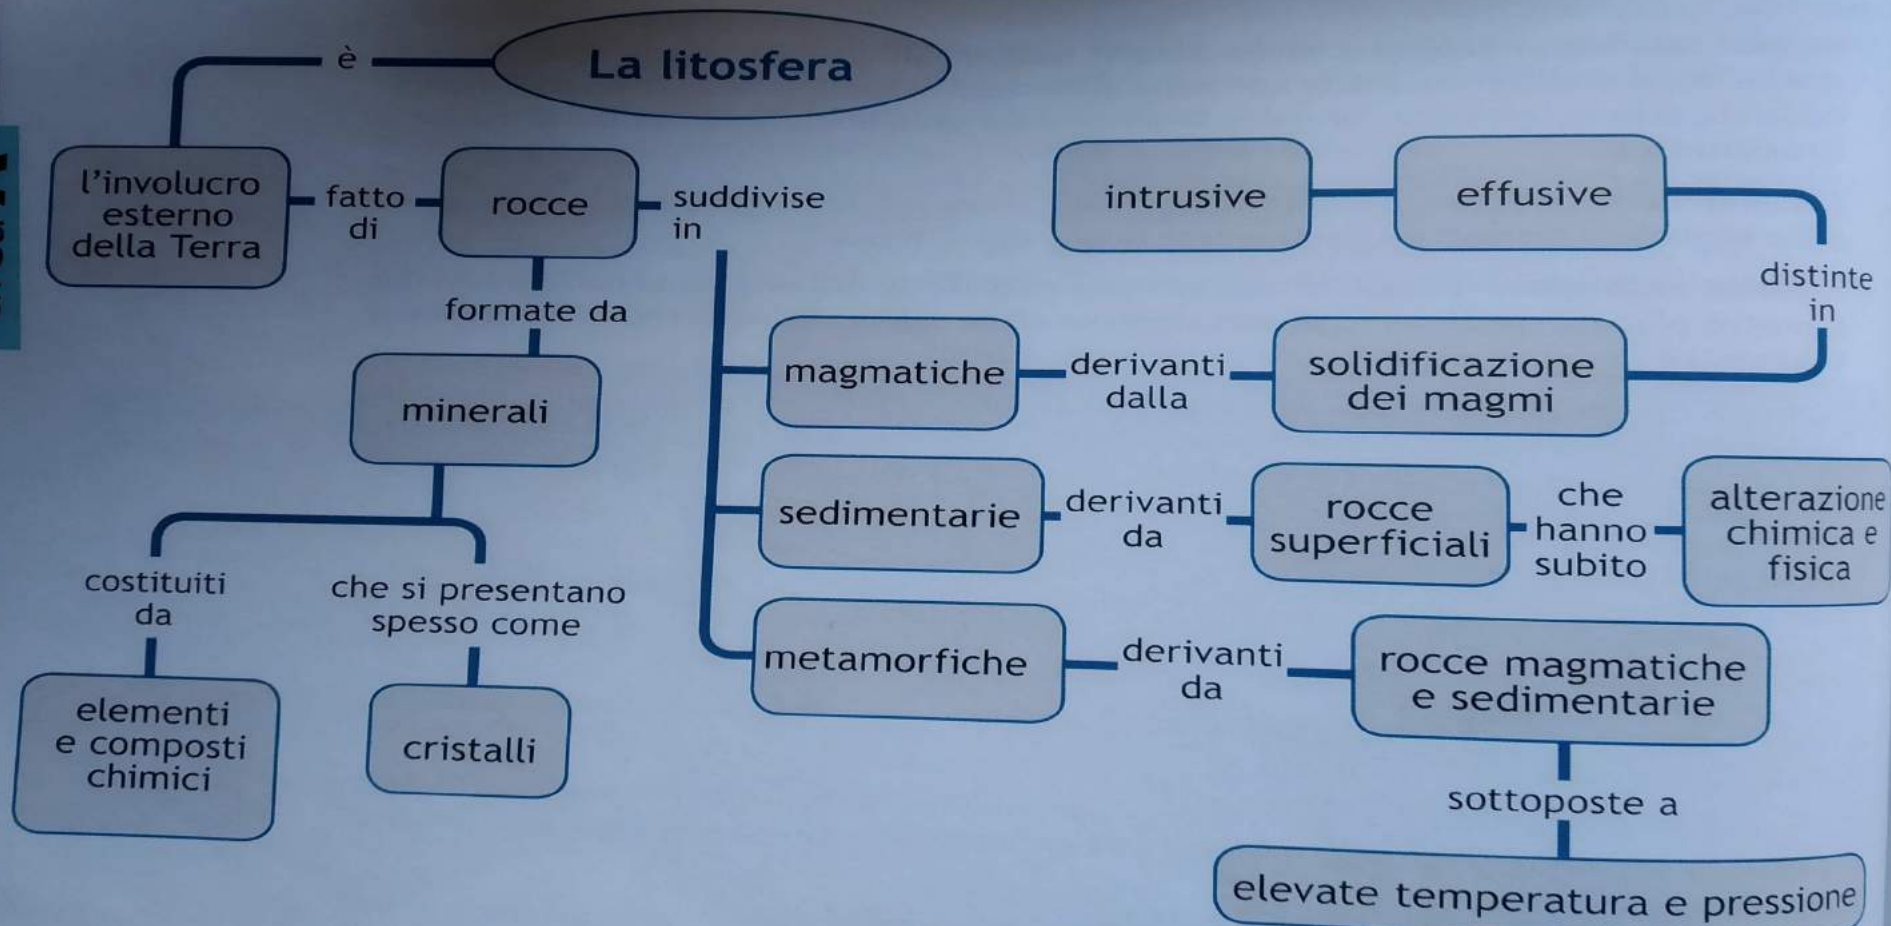 La litosfera
è
l'involucro
esterno
della Terra
fatto
di
rocce
formate da
minerali
costituiti
da
elementi
e composti
chimici
che si presentano
spesso come
cristalli
suddivise
in
magmatiche
derivanti
dalla
solidificazione
dei magmi
distinte
in
effusive
intrusive
sedimentarie
derivanti
da
rocce
superficiali
che
hanno
subito
alterazione
chimica e
fisica
metamorfiche
derivanti
da
rocce magmatiche
e sedimentarie
sottoposte a
elevate temperatura e pressione